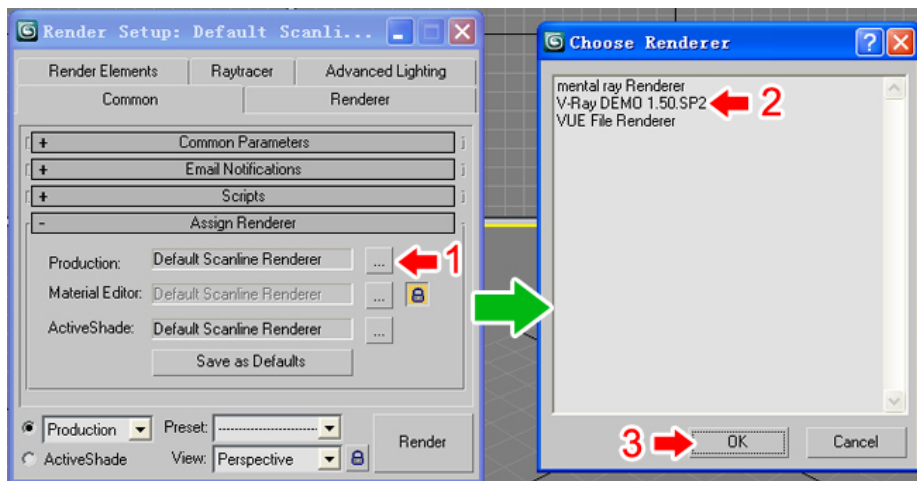 Render Setup: Default Scanli...
Render Elements
Raytracer
Advanced Lighting
Common
Renderer
+ Common Parameters
+ Email Notifications
+ Scripts
- Assign Renderer
Production: Default Scanline Renderer ... 1
Material Editor: Default Scanline Renderer ...
ActiveShade: Default Scanline Renderer ...
Save as Defaults
Production
Preset: --------------------
ActiveShade
View: Perspective
Render
Choose Renderer
mental ray Renderer
V-Ray DEMO 1.50.SP2 2
VUE File Renderer
3 OK
Cancel